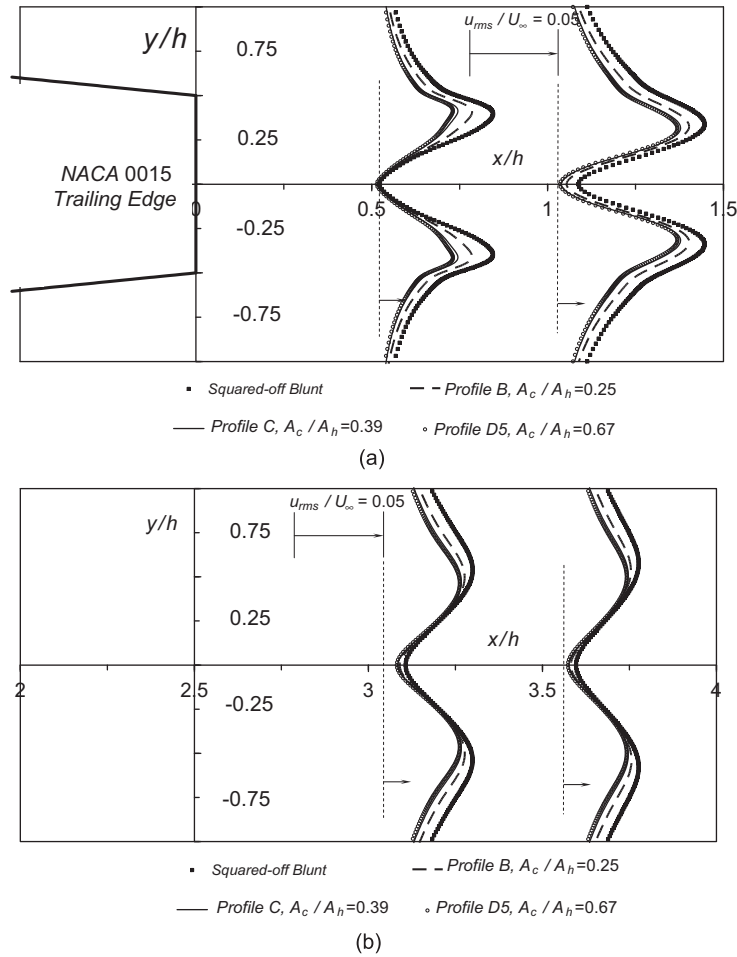 y/h
0.75
u_rms / U_∞ = 0.05
0.25
x/h
NACA 0015
Trailing Edge
0
0.5
1
1.5
-0.25
-0.75
Squared-off Blunt
Profile B, A_c / A_h =0.25
Profile C, A_c / A_h =0.39
Profile D5, A_c / A_h =0.67
(a)
u_rms / U_∞ = 0.05
y/h
0.75
0.25
x/h
2
2.5
3
3.5
4
-0.25
-0.75
Squared-off Blunt
Profile B, A_c / A_h =0.25
Profile C, A_c / A_h =0.39
Profile D5, A_c / A_h =0.67
(b)